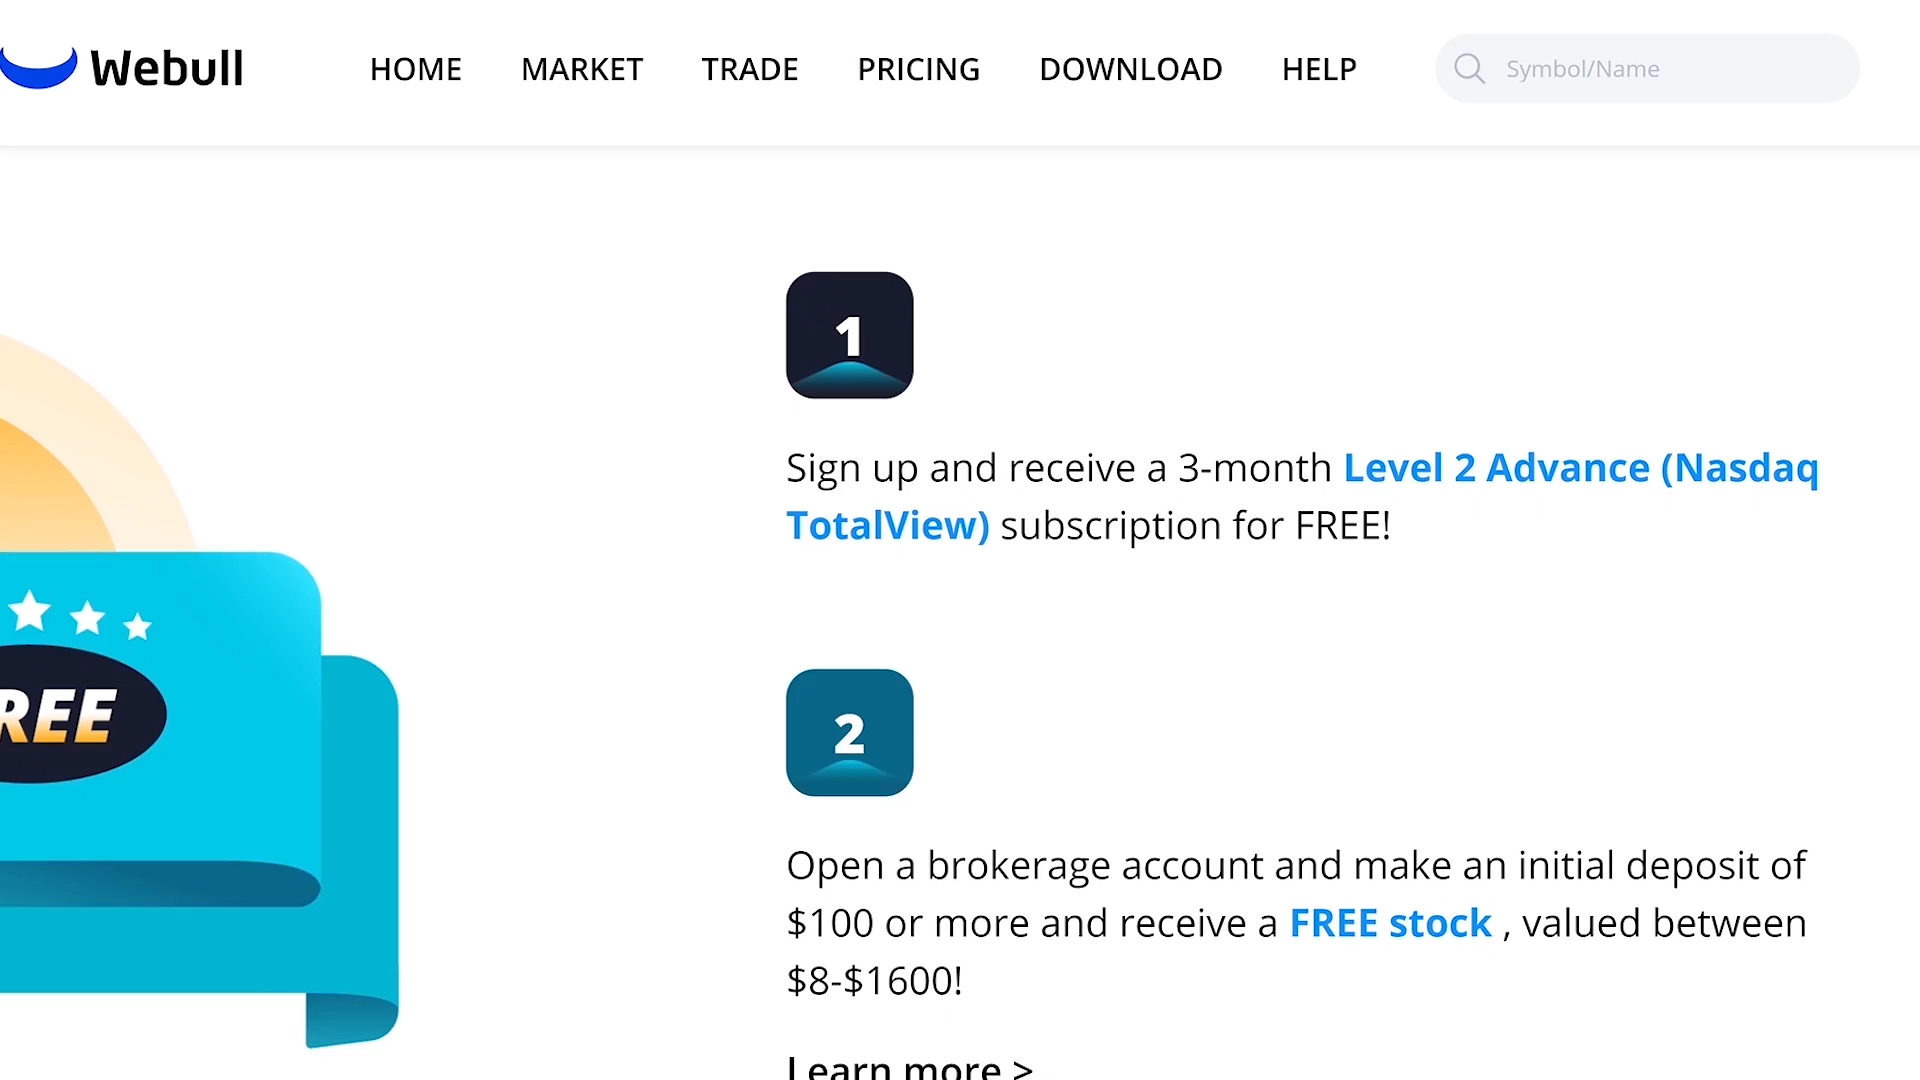 Webull
HOME
MARKET
TRADE
PRICING
DOWNLOAD
HELP
Symbol/Name
1
Sign up and receive a 3-month Level 2 Advance (Nasdaq
TotalView) subscription for FREE!
REE
2
Open a brokerage account and make an initial deposit of
$100 or more and receive a FREE stock , valued between
$8-$1600!
Learn more >